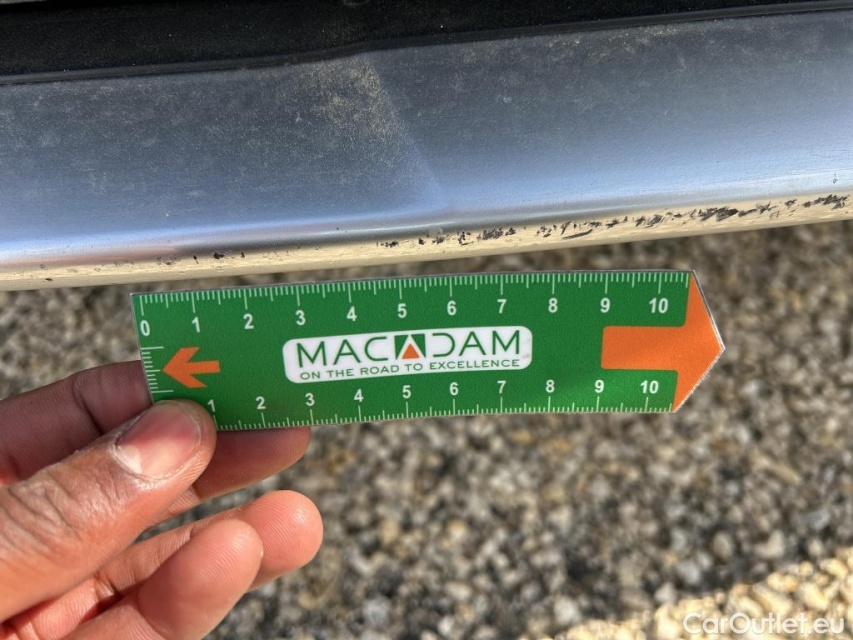 0 1 2 3 4 5 6 7 8 9 10
MACADAM
ON THE ROAD TO EXCELLENCE
1 2 3 4 5 6 7 8 9 10
CarOutlet.eu